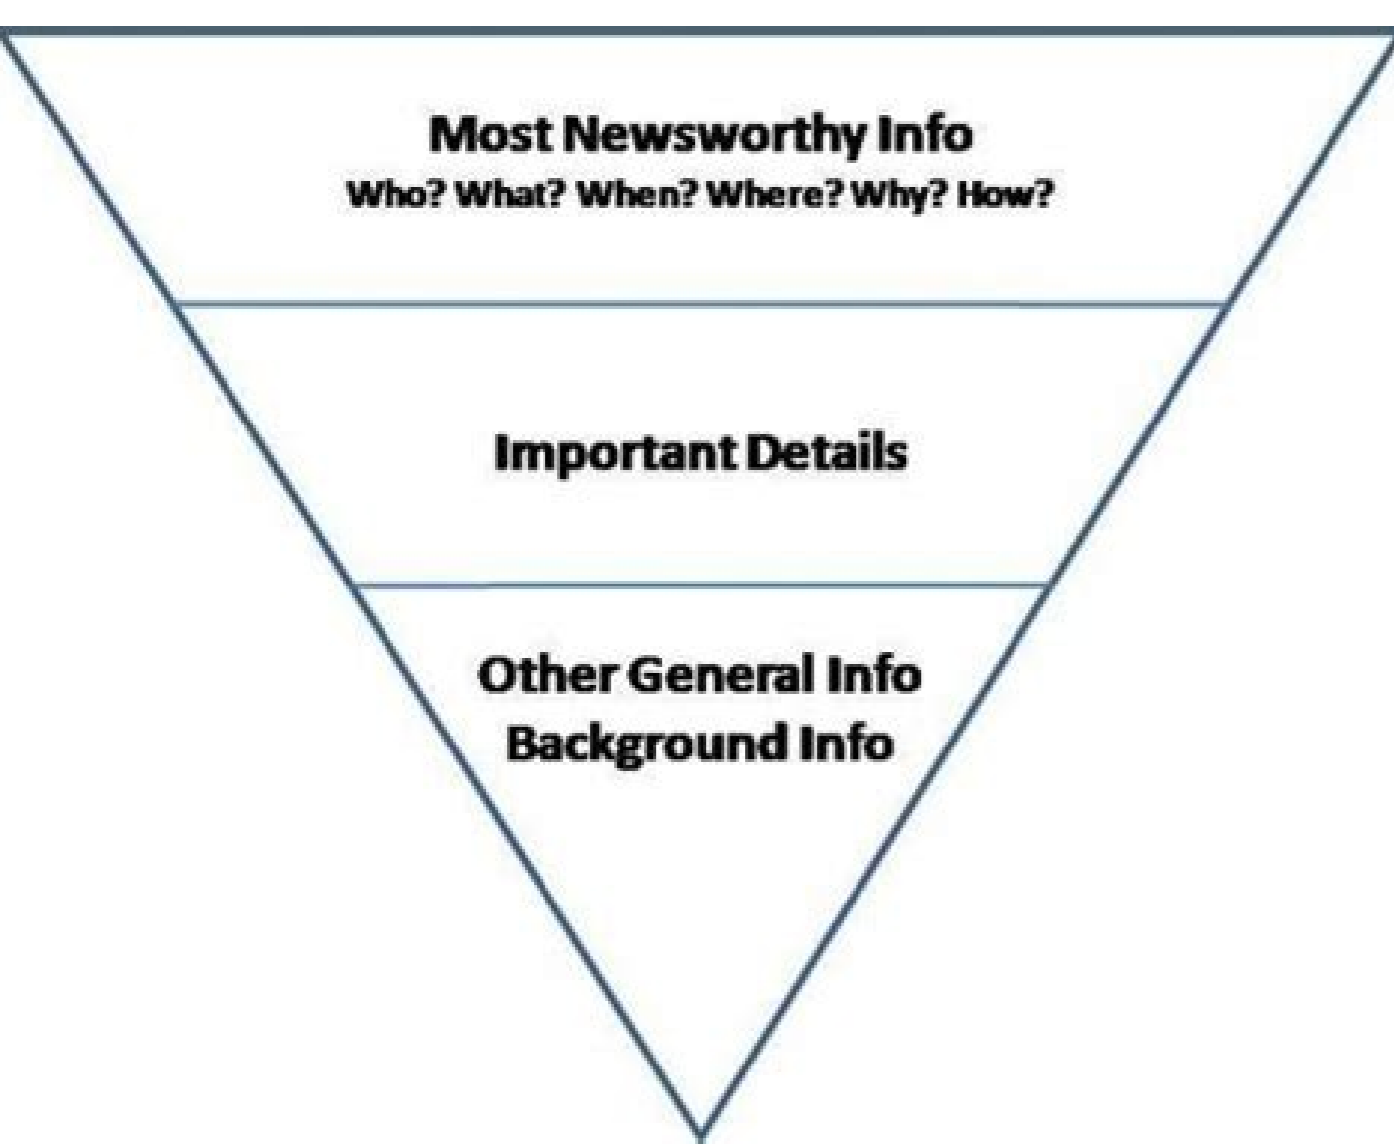 Most Newsworthy Info
Who? What? When? Where? Why? How?
Important Details
Other General Info
Background Info